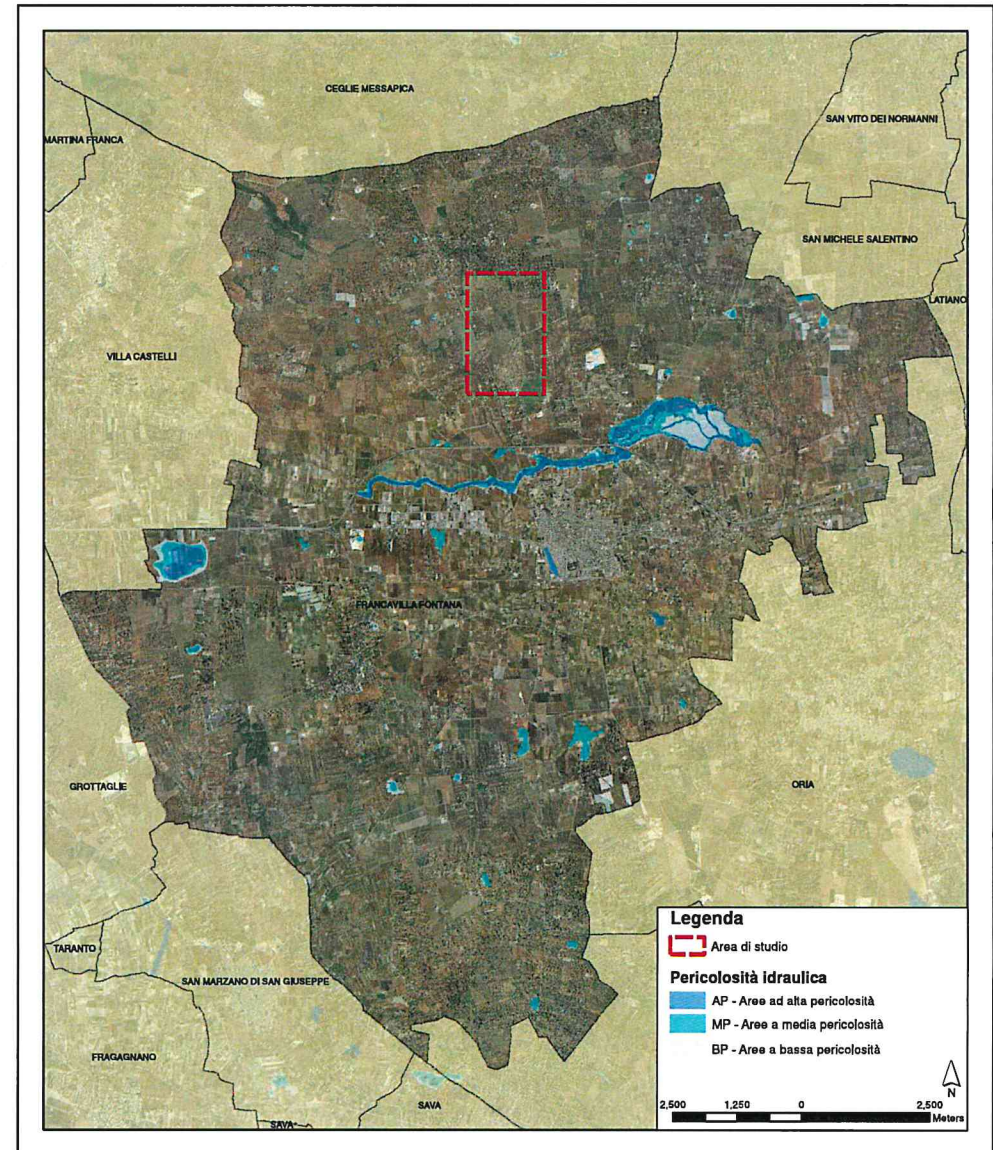 CEGLIE MESSAPICA
SAN VITO DEI NORMANNI
MARTINA FRANCA
SAN MICHELE SALENTINO
LATIANO
VILLA CASTELLI
FRANCAVILLA FONTANA
GROTTAGLIE
ORIA
TARANTO
SAN MARZANO DI SAN GIUSEPPE
FRAGAGNANO
SAVA
SAVA
Legenda
Area di studio
Pericolosità idraulica
AP - Aree ad alta pericolosità
MP - Aree a media pericolosità
BP - Aree a bassa pericolosità
N
2,500 1,250 0 2,500
Meters